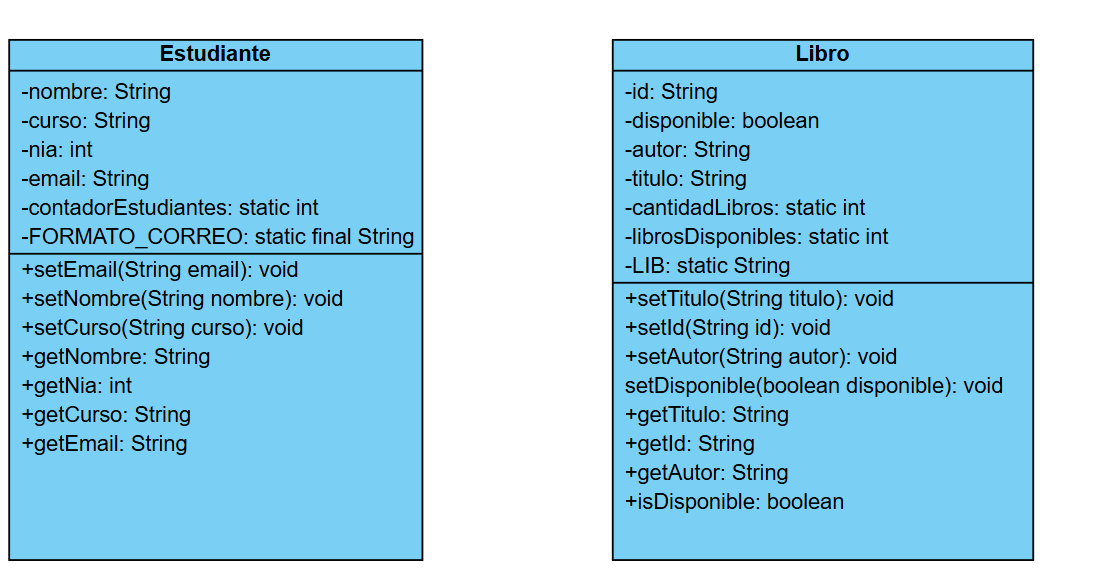 Estudiante
-nombre: String
-curso: String
-nia: int
-email: String
-contadorEstudiantes: static int
-FORMATO_CORREO: static final String
+setEmail(String email): void
+setNombre(String nombre): void
+setCurso(String curso): void
+getNombre: String
+getNia: int
+getCurso: String
+getEmail: String
Libro
-id: String
-disponible: boolean
-autor: String
-titulo: String
-cantidadLibros: static int
-librosDisponibles: static int
-LIB: static String
+setTitulo(String titulo): void
+setId(String id): void
+setAutor(String autor): void
setDisponible(boolean disponible): void
+getTitulo: String
+getId: String
+getAutor: String
+isDisponible: boolean